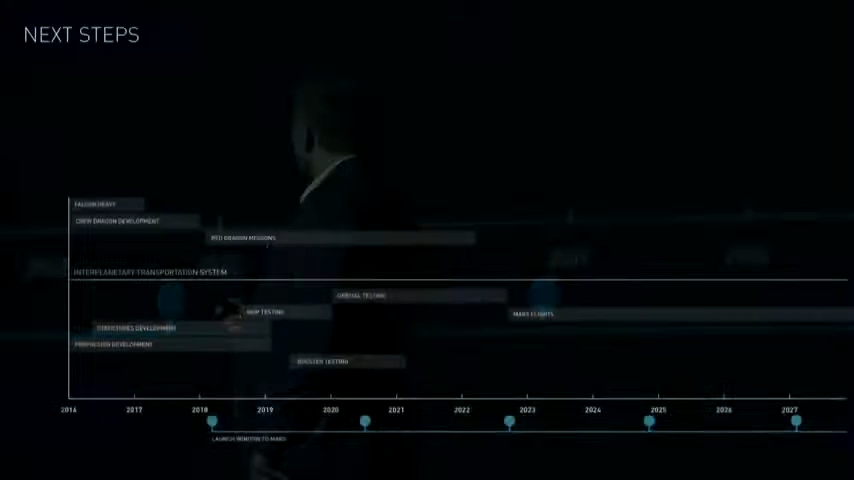 NEXT STEPS
FALCON HEAVY
CREW DRAGON DEVELOPMENT
RED DRAGON MISSIONS
INTERPLANETARY TRANSPORTATION SYSTEM
ORBITAL TESTING
SHIP TESTING
MARS FLIGHTS
STRUCTURES DEVELOPMENT
PROPULSION DEVELOPMENT
BOOSTER TESTING
2016 2017 2018 2019 2020 2021 2022 2023 2024 2025 2026 2027
LAUNCH WINDOW TO MARS